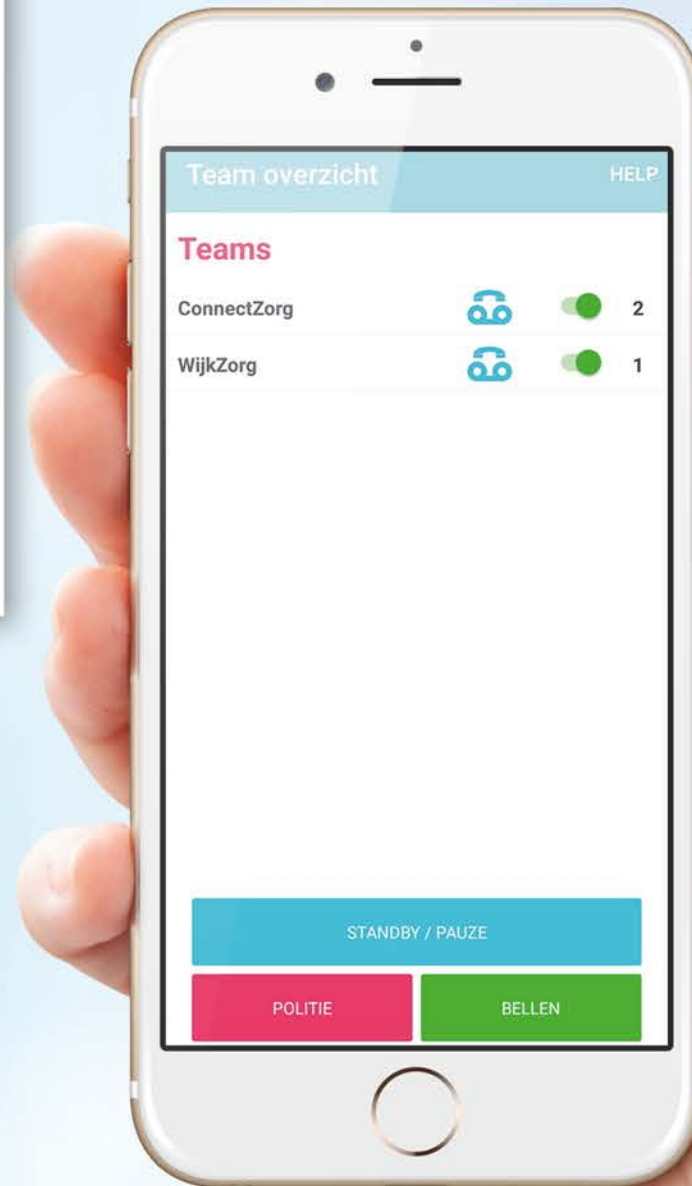 Team overzicht HELP
Teams
ConnectZorg 2
WijkZorg 1
STANDBY / PAUZE
POLITIE BELLEN